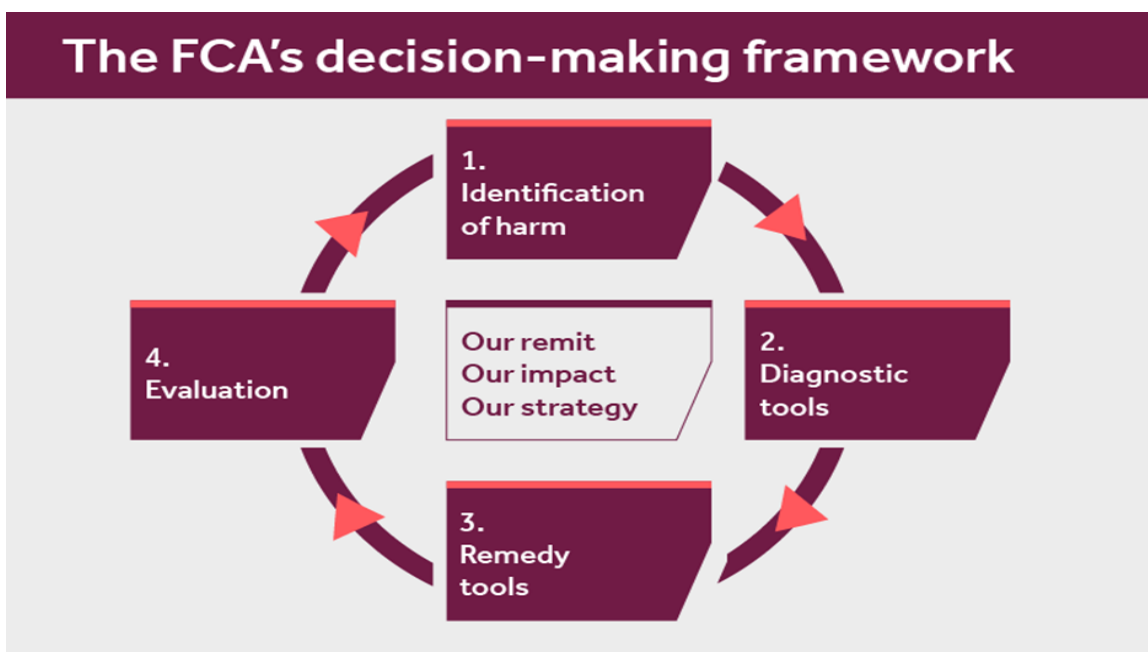 The FCA's decision-making framework
1.
Identification
of harm
2.
Diagnostic
tools
3.
Remedy
tools
4.
Evaluation
Our remit
Our impact
Our strategy